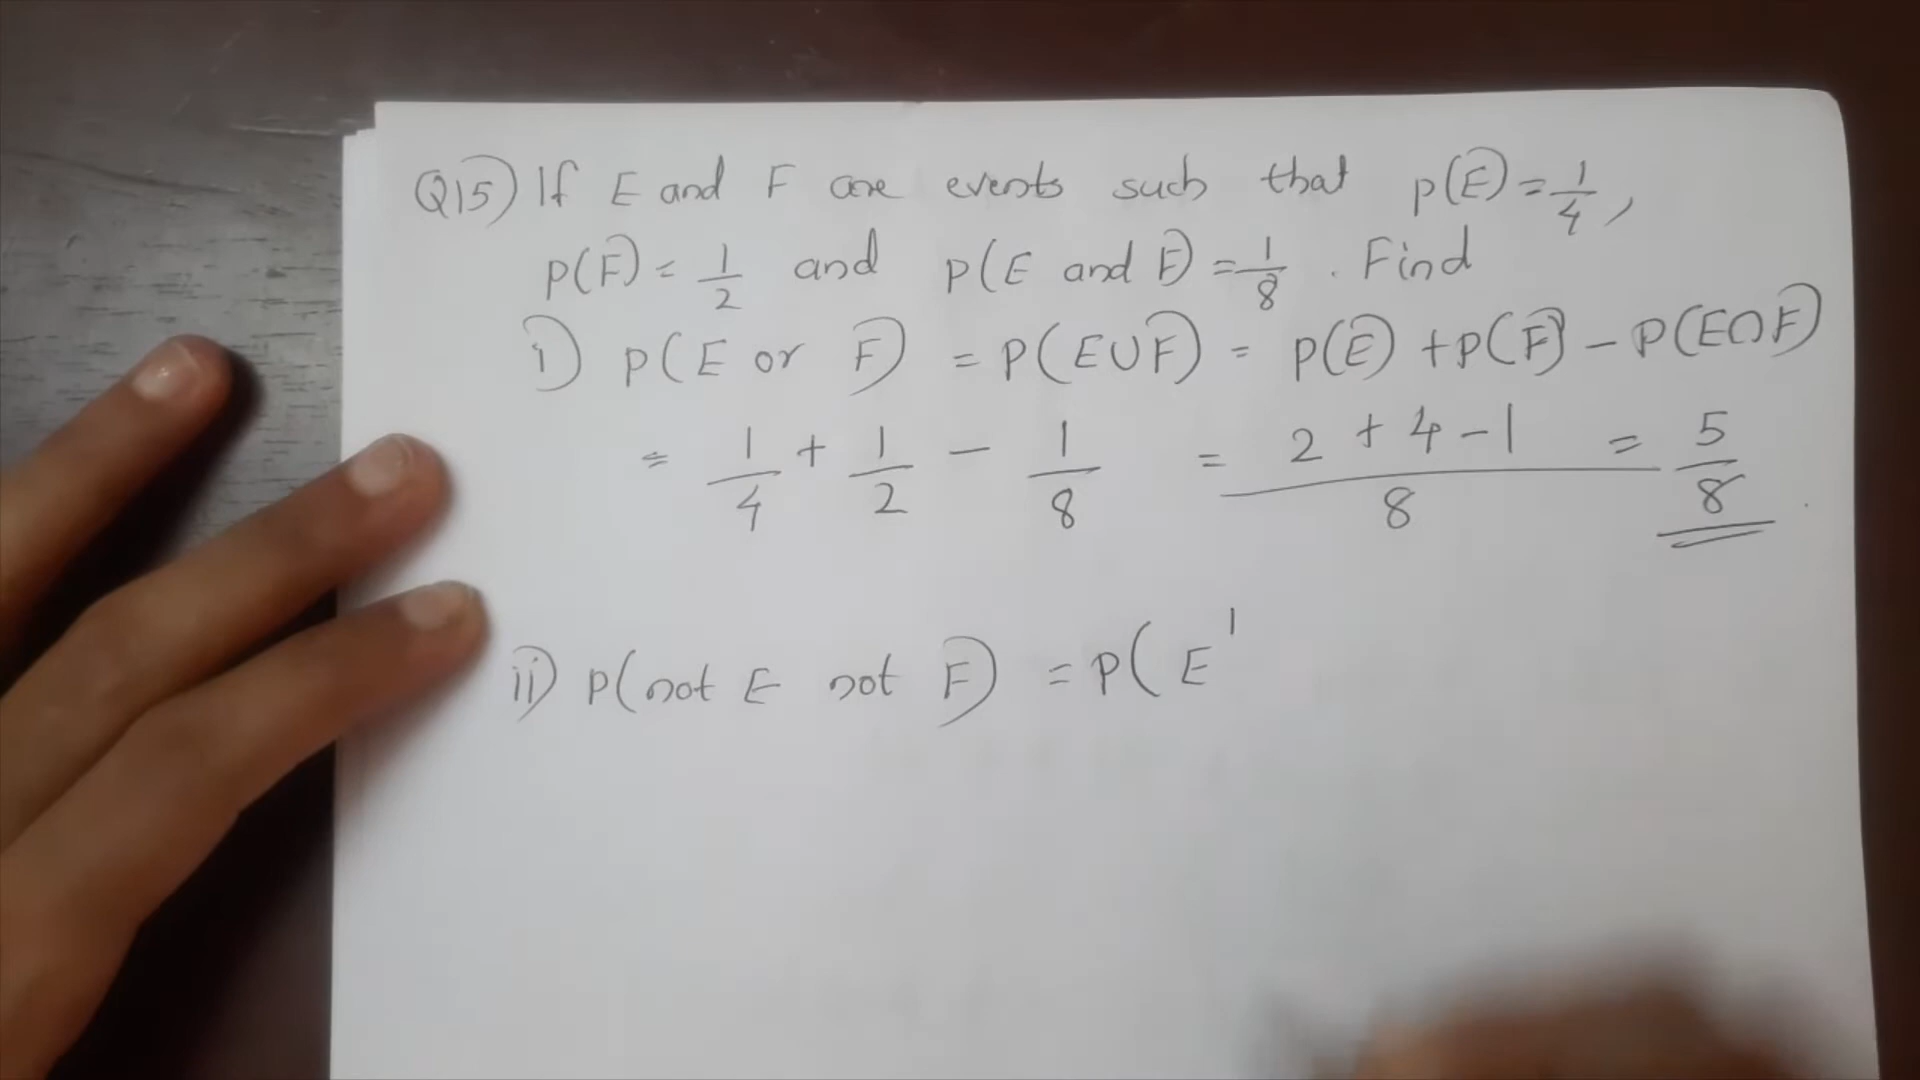 Q15) If E and F are events such that p(E) = 1/4,
p(F) = 1/2 and p(E and F) = 1/8 . Find
i) p(E or F) = p(E∪F) = p(E) + p(F) – p(E∩F)
= 1/4 + 1/2 – 1/8 = 2 + 4 – 1 / 8 = 5/8
ii) p(not E not F) = p( E'